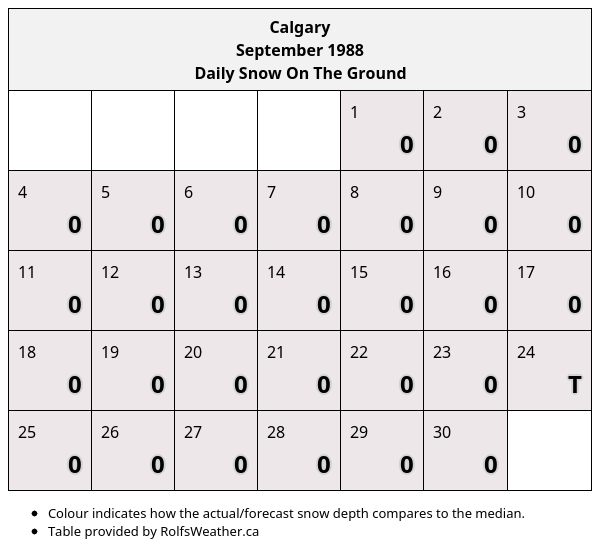 Calgary
September 1988
Daily Snow On The Ground
1 2 3
0 0 0
4 5 6 7 8 9 10
0 0 0 0 0 0 0
11 12 13 14 15 16 17
0 0 0 0 0 0 0
18 19 20 21 22 23 24
0 0 0 0 0 0 T
25 26 27 28 29 30
0 0 0 0 0 0
• Colour indicates how the actual/forecast snow depth compares to the median.
• Table provided by RolfsWeather.ca